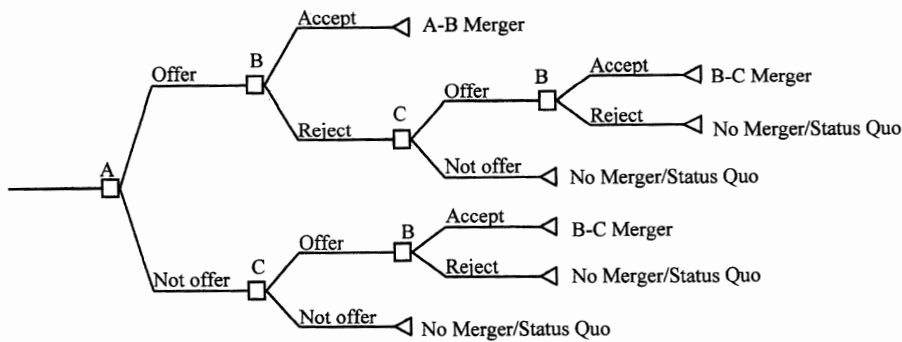 Accept
A-B Merger
B
Offer
Accept
B-C Merger
Offer
B
Reject
C
Reject
No Merger/Status Quo
Not offer
No Merger/Status Quo
A
Accept
B-C Merger
Offer
B
Not offer
C
Reject
No Merger/Status Quo
Not offer
No Merger/Status Quo